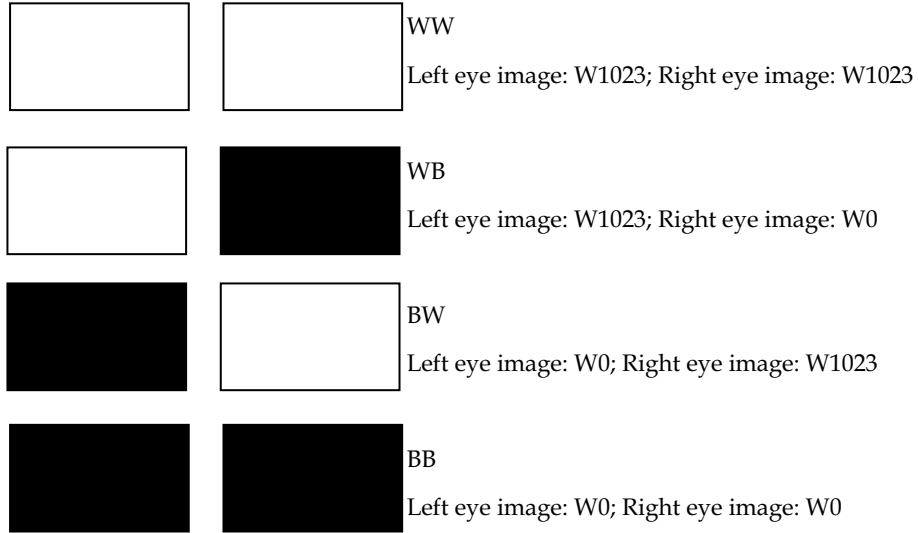 WW
Left eye image: W1023; Right eye image: W1023
WB
Left eye image: W1023; Right eye image: W0
BW
Left eye image: W0; Right eye image: W1023
BB
Left eye image: W0; Right eye image: W0